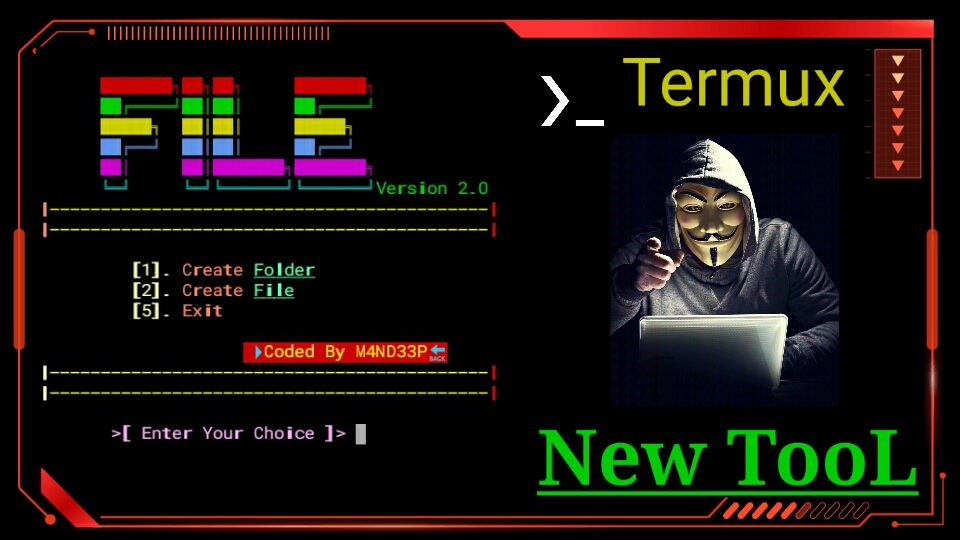 FILE
Version 2.0
[1]. Create Folder
[2]. Create File
[5]. Exit
Coded By M4ND33P
BACK
>[ Enter Your Choice ]>
Termux
New TooL